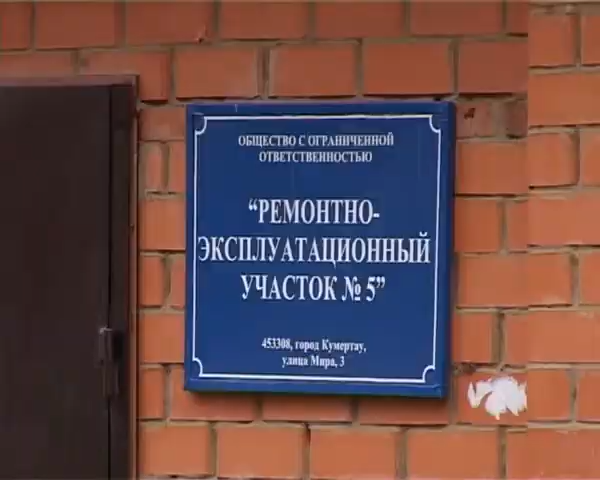 ОБЩЕСТВО С ОГРАНИЧЕННОЙ
ОТВЕТСТВЕННОСТЬЮ
“РЕМОНТНО-
ЭКСПЛУАТАЦИОННЫЙ
УЧАСТОК № 5”
453308, город Кумертау,
улица Мира, 3